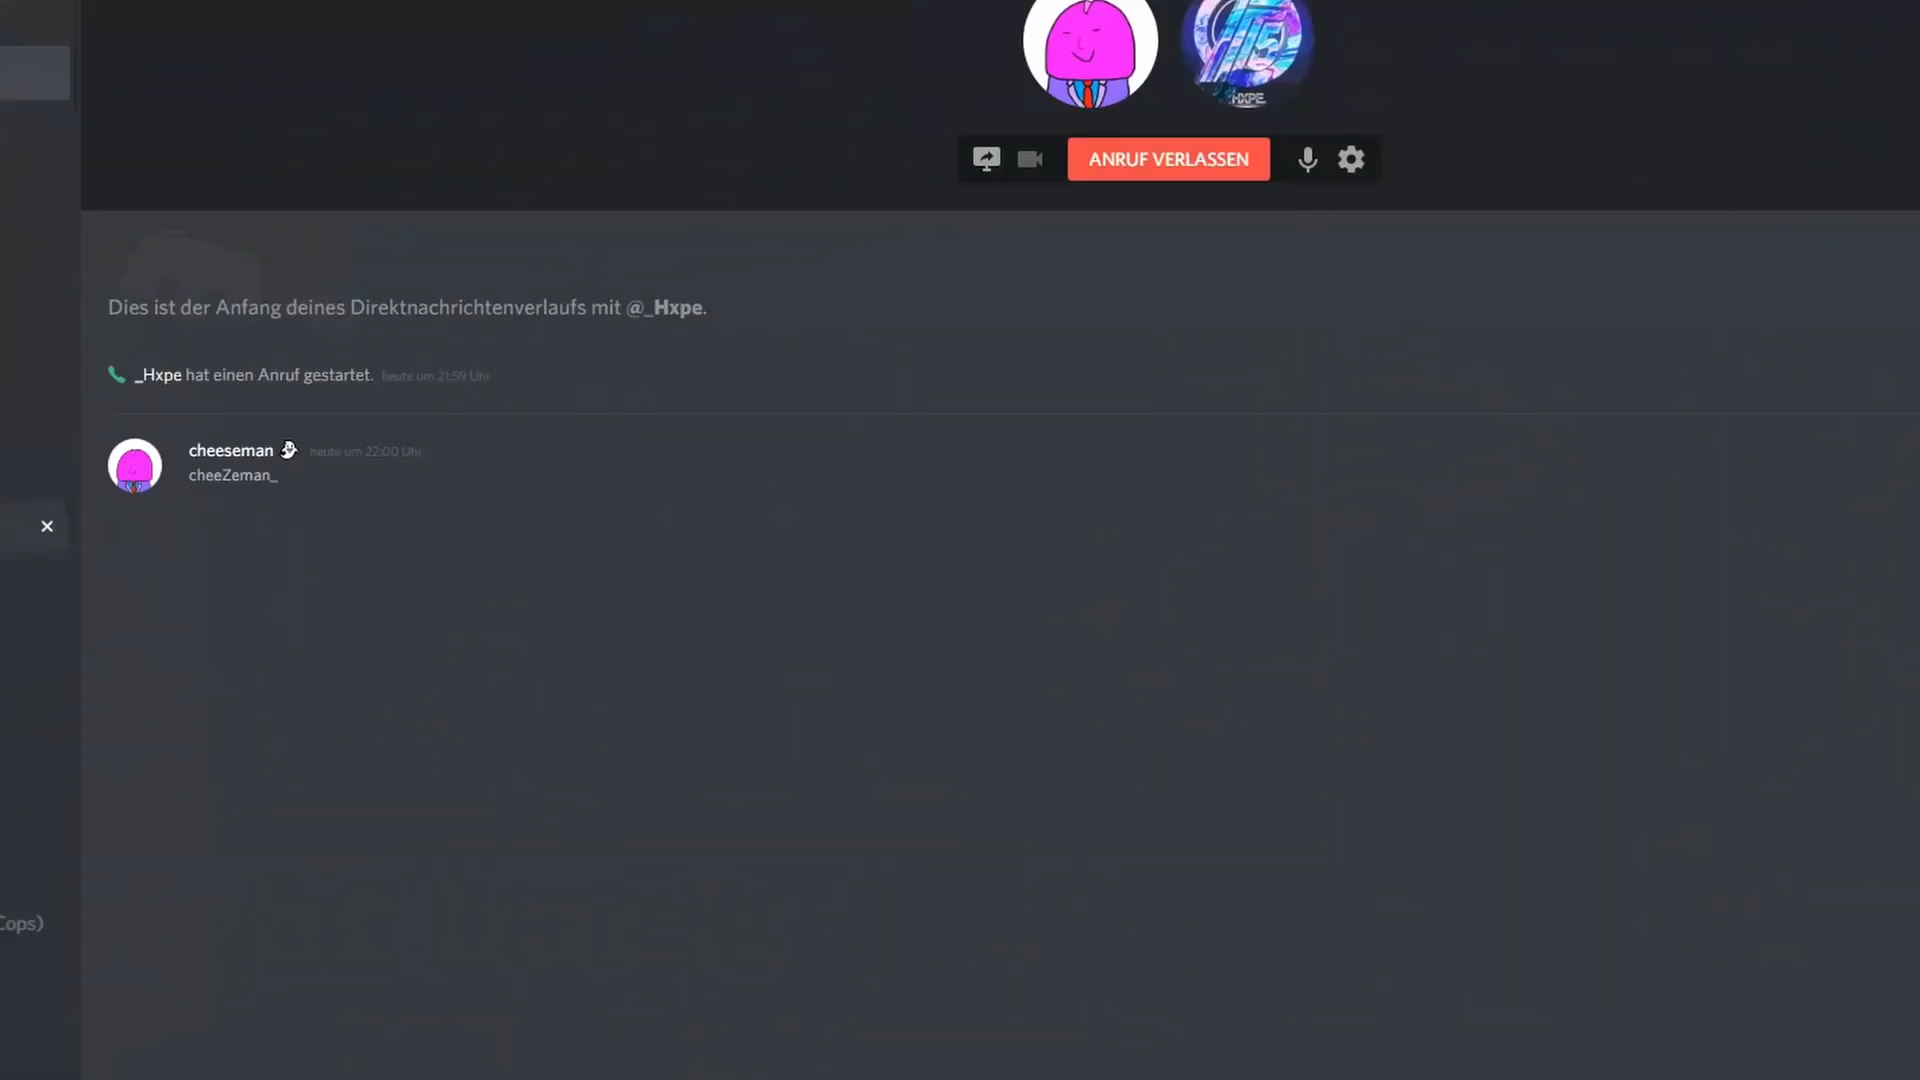 HXPE
ANRUF VERLASSEN
Dies ist der Anfang deines Direktnachrichtenverlaufs mit @_Hxpe.
_Hxpe hat einen Anruf gestartet. heute um 21:59 Uhr
cheeseman heute um 22:00 Uhr
cheeZeman_
Cops)